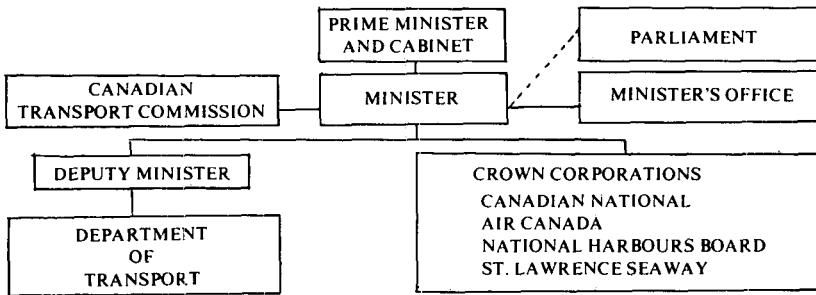 PRIME MINISTER
AND CABINET
PARLIAMENT
CANADIAN
TRANSPORT COMMISSION
MINISTER
MINISTER'S OFFICE
DEPUTY MINISTER
CROWN CORPORATIONS
CANADIAN NATIONAL
AIR CANADA
NATIONAL HARBOURS BOARD
ST. LAWRENCE SEAWAY
DEPARTMENT
OF
TRANSPORT